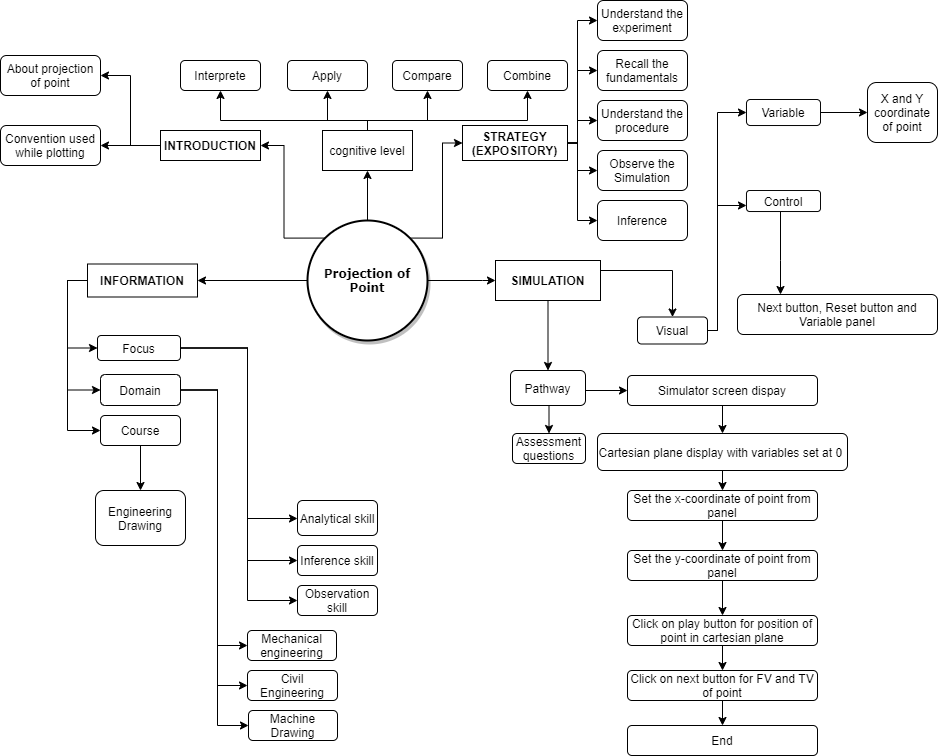 Understand the
experiment
About projection
of point
Interprete
Apply
Compare
Combine
Recall the
fundamentals
Convention used
while plotting
INTRODUCTION
cognitive level
STRATEGY
(EXPOSITORY)
Understand the
procedure
Variable
X and Y
coordinate
of point
Observe the
Simulation
Control
Inference
Projection of
Point
INFORMATION
SIMULATION
Next button, Reset button and
Variable panel
Visual
Focus
Domain
Course
Engineering
Drawing
Pathway
Simulator screen dispay
Assessment
questions
Cartesian plane display with variables set at 0
Set the x-coordinate of point from
panel
Set the y-coordinate of point from
panel
Click on play button for position of
point in cartesian plane
Click on next button for FV and TV
of point
End
Analytical skill
Inference skill
Observation
skill
Mechanical
engineering
Civil
Engineering
Machine
Drawing